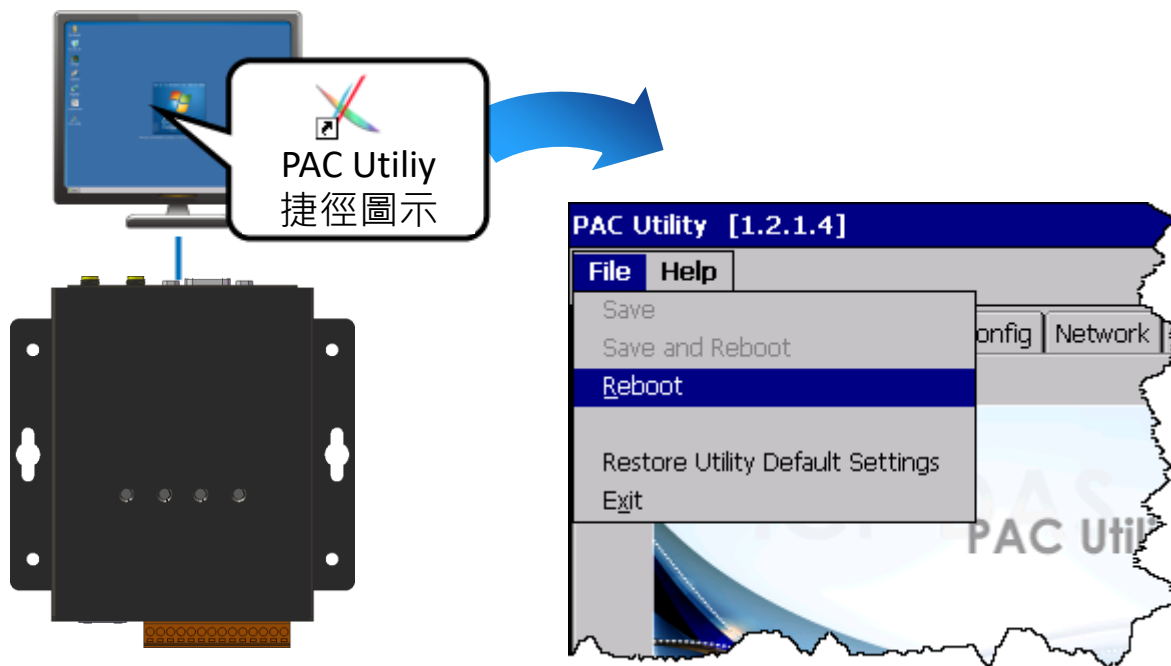 PAC Utiliy
捷徑圖示
PAC Utility [1.2.1.4]
File Help
Save
Save and Reboot
onfig Network
Reboot
Restore Utility Default Settings
Exit
PAC Util